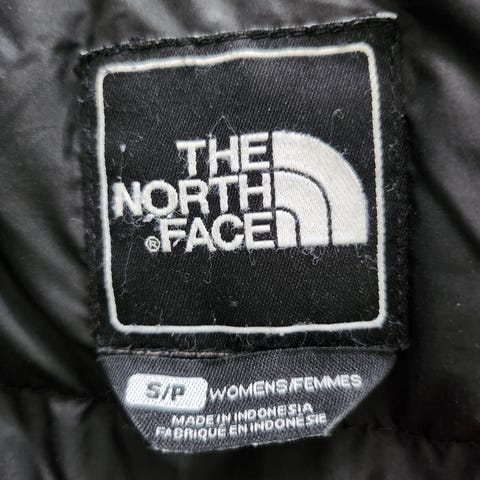 THE
NORTH
®FACE
S/P WOMENS/FEMMES
MADE IN INDONESIA
FABRIQUE EN INDONESIE